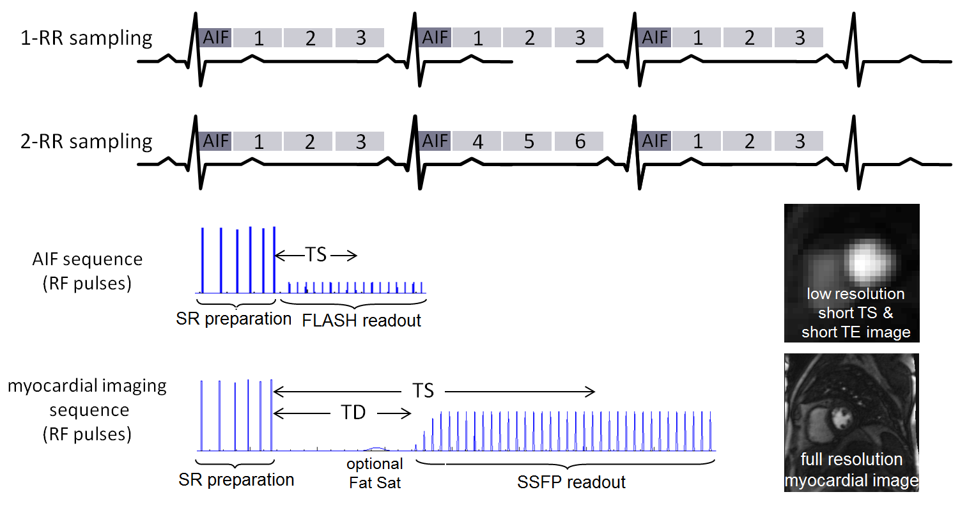 1-RR sampling
AIF 1 2 3 AIF 1 2 3 AIF 1 2 3
2-RR sampling
AIF 1 2 3 AIF 4 5 6 AIF 1 2 3
AIF sequence
(RF pulses)
TS
SR preparation
FLASH readout
low resolution
short TS &
short TE image
myocardial imaging
sequence
(RF pulses)
TS
TD
SR preparation
optional
Fat Sat
SSFP readout
full resolution
myocardial image